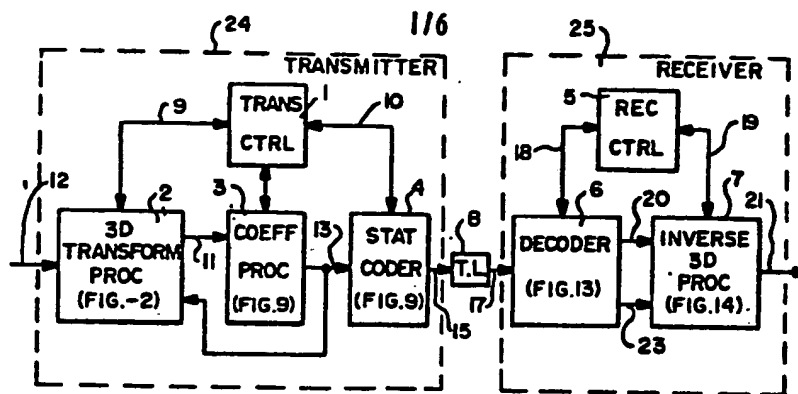 1/6
24
TRANSMITTER
25
RECEIVER
9
TRANS
CTRL
1
10
5
REC
CTRL
18
19
12
2
3D
TRANSFORM
PROC
(FIG.-2)
11
3
COEFF
PROC
(FIG.9)
13
4
STAT
CODER
(FIG.9)
15
8
T.L.
17
6
DECODER
(FIG.13)
20
23
7
INVERSE
3D
PROC
(FIG.14)
21